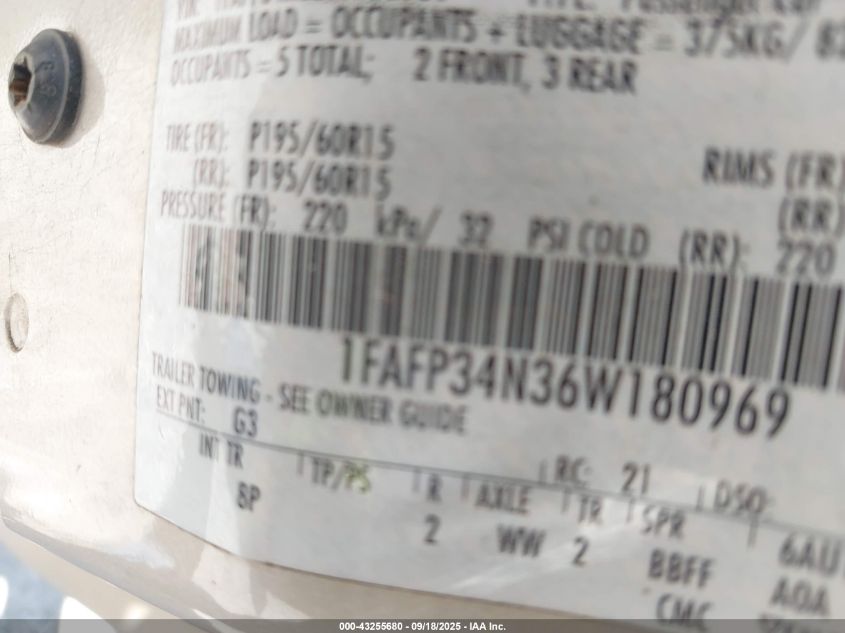 MAXIMUM LOAD = OCCUPANTS + LUGGAGE = 375KG/ 82
OCCUPANTS = 5 TOTAL; 2 FRONT, 3 REAR
TIRE (FR): P195/60R15 RIMS (FR)
(RR): P195/60R15 (RR)
PRESSURE (FR): 220 kPa/ 32 PSI COLD (RR): 220
1FAFP34N36W180969
TRAILER TOWING - SEE OWNER GUIDE
EXT PNT: G3 RC: 21 DSO:
INT TR TP/PS R AXLE TR SPR
8P 2 WW 2 BBFF 6AU
CMC AOA
000-43255680 - 09/18/2025 - IAA Inc.